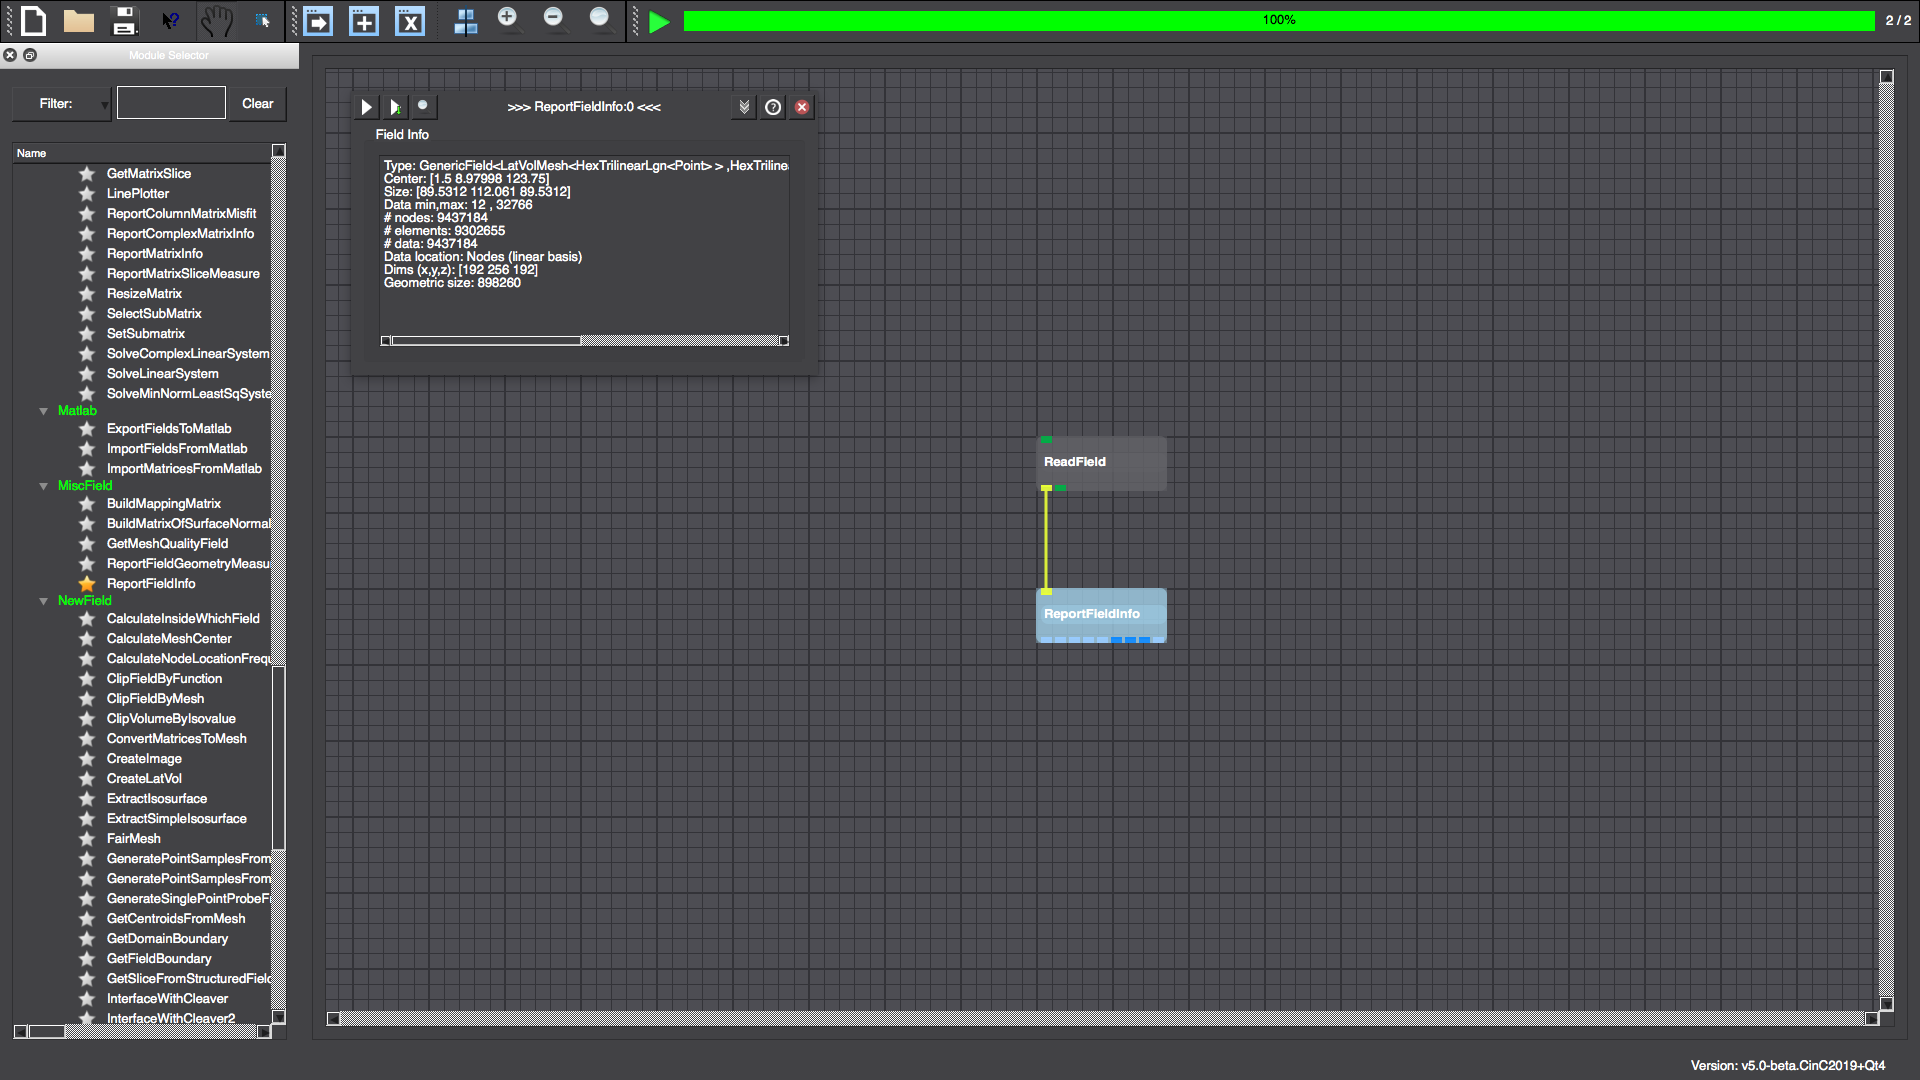 100%
2 / 2
Module Selector
Filter:
Clear
Name
GetMatrixSlice
LinePlotter
ReportColumnMatrixMisfit
ReportComplexMatrixInfo
ReportMatrixInfo
ReportMatrixSliceMeasure
ResizeMatrix
SelectSubMatrix
SetSubmatrix
SolveComplexLinearSystem
SolveLinearSystem
SolveMinNormLeastSqSyste
Matlab
ExportFieldsToMatlab
ImportFieldsFromMatlab
ImportMatricesFromMatlab
MiscField
BuildMappingMatrix
BuildMatrixOfSurfaceNormal
GetMeshQualityField
ReportFieldGeometryMeasu
ReportFieldInfo
NewField
CalculateInsideWhichField
CalculateMeshCenter
CalculateNodeLocationFrequ
ClipFieldByFunction
ClipFieldByMesh
ClipVolumeByIsovalue
ConvertMatricesToMesh
CreateImage
CreateLatVol
ExtractIsosurface
ExtractSimpleIsosurface
FairMesh
GeneratePointSamplesFrom
GeneratePointSamplesFrom
GenerateSinglePointProbeF
GetCentroidsFromMesh
GetDomainBoundary
GetFieldBoundary
GetSliceFromStructuredField
InterfaceWithCleaver
InterfaceWithCleaver2
>>> ReportFieldInfo:0 <<<
Field Info
Type: GenericField<LatVolMesh<HexTrilinearLgn<Point> > ,HexTriline
Center: [1.5 8.97998 123.75]
Size: [89.5312 112.061 89.5312]
Data min,max: 12 , 32766
# nodes: 9437184
# elements: 9302655
# data: 9437184
Data location: Nodes (linear basis)
Dims (x,y,z): [192 256 192]
Geometric size: 898260
ReadField
ReportFieldInfo
Version: v5.0-beta.CinC2019+Qt4